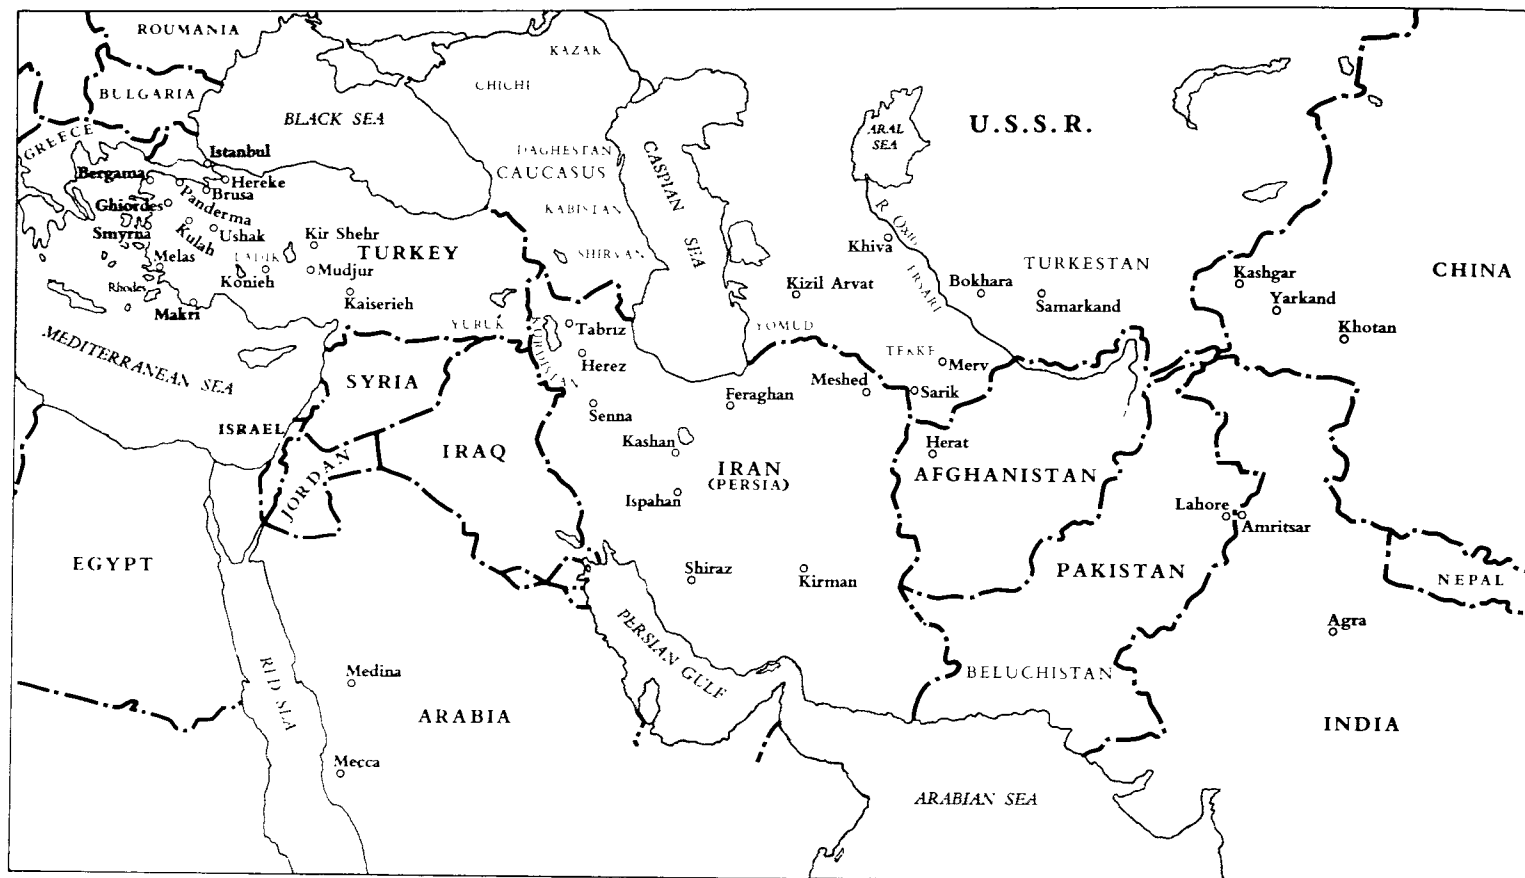 ROUMANIA
KAZAK
BULGARIA
CHICHI
BLACK SEA
ARAL
SEA
U.S.S.R.
GREECE
Istanbul
DAGHESTAN
CAUCASUS
CASPIAN SEA
Bergama
Hereke
Brusa
Panderma
Ghiordes
KABISTAN
R. Oxus
Smyrna
Kulah
Ushak
Kir Shehr
TURKEY
SHIRVAN
Khiva
Melas
LADIK
Konieh
Mudjur
ERSARI
Bokhara
TURKESTAN
Kashgar
CHINA
Rhodes
Kaiserieh
Kizil Arvat
Samarkand
Yarkand
Makri
YURUK
KURDISTAN
Tabriz
YOMUD
Khotan
MEDITERRANEAN SEA
Herez
TEKKE
Merv
SYRIA
Meshed
Sarik
Feraghan
Senna
ISRAEL
Kashan
Herat
JORDAN
IRAQ
IRAN
(PERSIA)
AFGHANISTAN
Ispahan
Lahore
Amritsar
EGYPT
Shiraz
Kirman
PAKISTAN
NEPAL
PERSIAN GULF
Agra
RED SEA
Medina
BELUCHISTAN
ARABIA
INDIA
Mecca
ARABIAN SEA